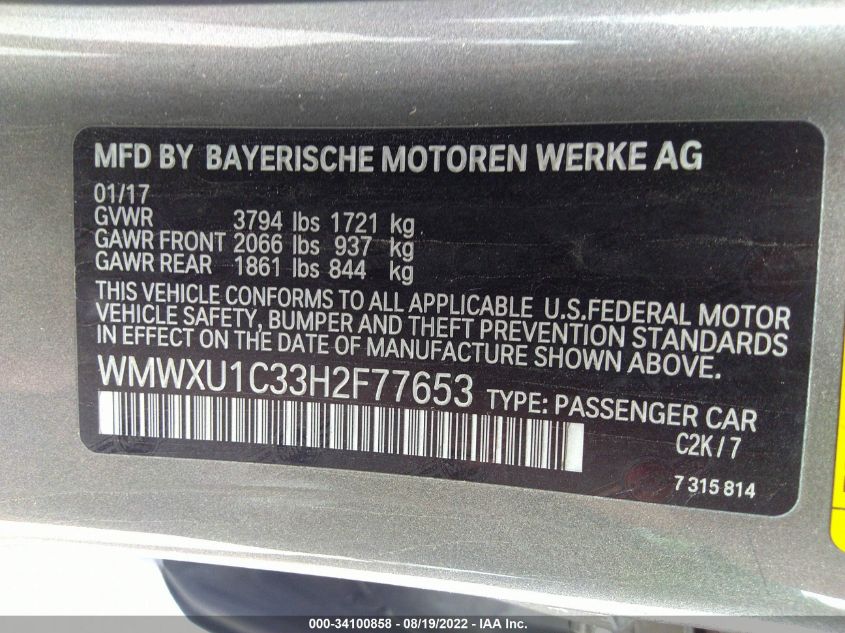 MFD BY BAYERISCHE MOTOREN WERKE AG
01/17
GVWR 3794 lbs 1721 kg
GAWR FRONT 2066 lbs 937 kg
GAWR REAR 1861 lbs 844 kg
THIS VEHICLE CONFORMS TO ALL APPLICABLE U.S.FEDERAL MOTOR
VEHICLE SAFETY, BUMPER AND THEFT PREVENTION STANDARDS
IN EFFECT ON THE DATE OF MANUFACTURE SHOWN ABOVE.
WMWXU1C33H2F77653 TYPE: PASSENGER CAR
C2K/7
7 315 814
000-34100858 - 08/19/2022 - IAA Inc.